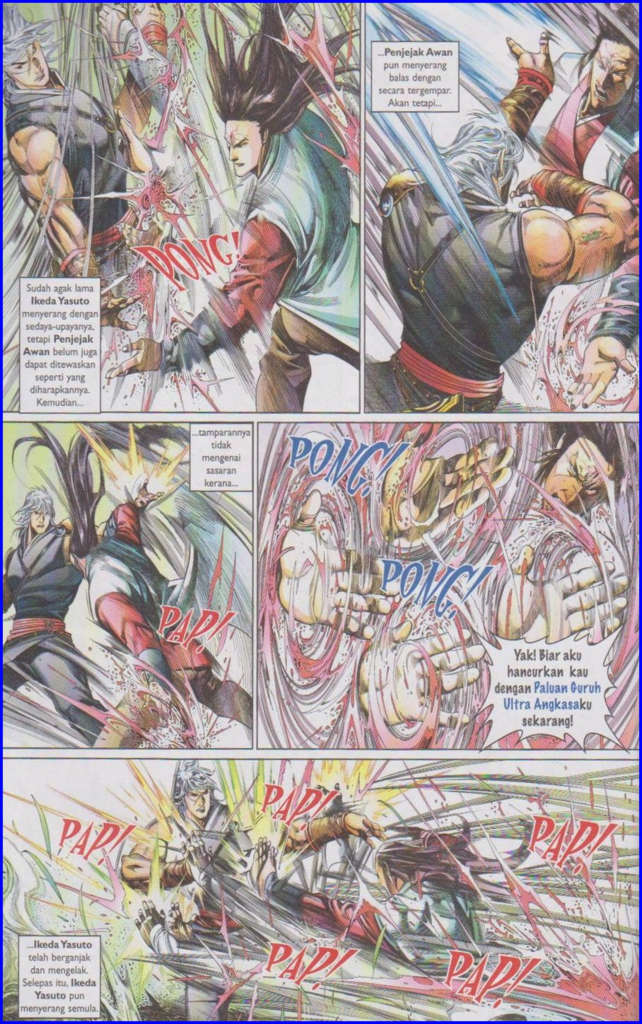 PONG!
Sudah agak lama
Ikeda Yasuto
menyerang dengan
sedaya-upayanya,
tetapi Penjejak
Awan belum juga
dapat ditewaskan
seperti yang
diharapkannya.
Kemudian...
...Penjejak Awan
pun menyerang
balas dengan
secara tergempar.
Akan tetapi...
...tamparannya
tidak
mengenai
sasaran
kerana...
PAP!
PONG!
PONG!
Yak! Biar aku
hancurkan kau
dengan Paluan Guruh
Ultra Angkasaku
sekarang!
PAP!
PAP!
PAP!
PAP!
PAP!
...Ikeda Yasuto
telah berganjak
dan mengelak.
Selepas itu, Ikeda
Yasuto pun
menyerang semula.